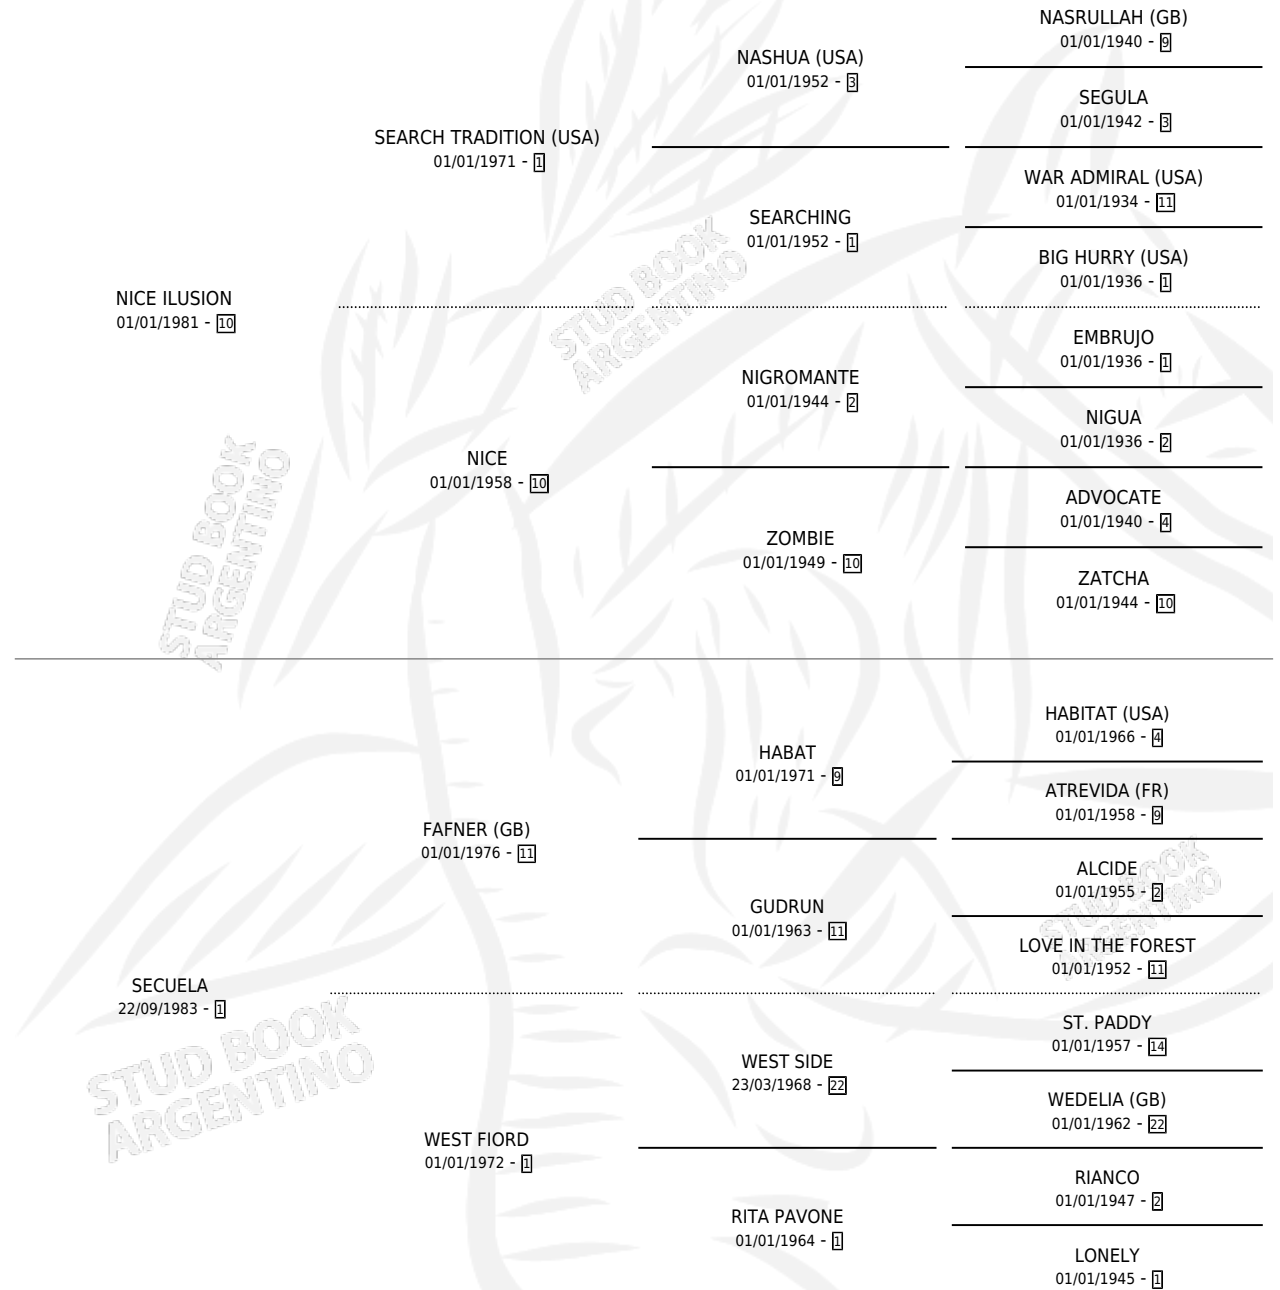 NASRULLAH (GB)
01/01/1940 - 9
NASHUA (USA)
01/01/1952 - 3
SEGULA
01/01/1942 - 3
SEARCH TRADITION (USA)
01/01/1971 - 1
WAR ADMIRAL (USA)
01/01/1934 - 11
SEARCHING
01/01/1952 - 1
BIG HURRY (USA)
01/01/1936 - 1
NICE ILUSION
01/01/1981 - 10
EMBRUJO
01/01/1936 - 1
NIGROMANTE
01/01/1944 - 2
NIGUA
01/01/1936 - 2
NICE
01/01/1958 - 10
ADVOCATE
01/01/1940 - 4
ZOMBIE
01/01/1949 - 10
ZATCHA
01/01/1944 - 10
HABITAT (USA)
01/01/1966 - 4
HABAT
01/01/1971 - 9
ATREVIDA (FR)
01/01/1958 - 9
FAFNER (GB)
01/01/1976 - 11
ALCIDE
01/01/1955 - 2
GUDRUN
01/01/1963 - 11
LOVE IN THE FOREST
01/01/1952 - 11
SECUELA
22/09/1983 - 1
ST. PADDY
01/01/1957 - 14
WEST SIDE
23/03/1968 - 22
WEDELIA (GB)
01/01/1962 - 22
WEST FIORD
01/01/1972 - 1
RIANCO
01/01/1947 - 2
RITA PAVONE
01/01/1964 - 1
LONELY
01/01/1945 - 1
STUD BOOK
ARGENTINO
STUD BOOK
ARGENTINO
STUD BOOK
ARGENTINO
STUD BOOK
ARGENTINO